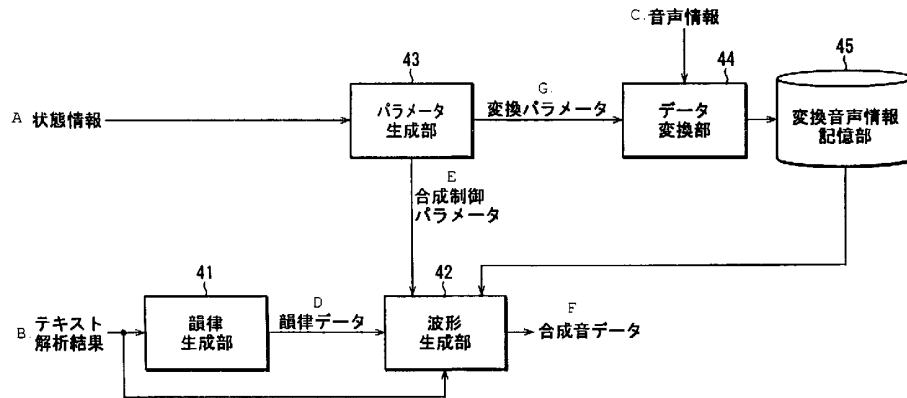 C. 音声情報
45
43
44
G.
変換パラメータ
A 状態情報
パラメータ
生成部
データ
変換部
変換音声情報
記憶部
E
合成制御
パラメータ
41
42
D
F
B. テキスト
解析結果
韻律
生成部
韻律データ
波形
生成部
合成音データ